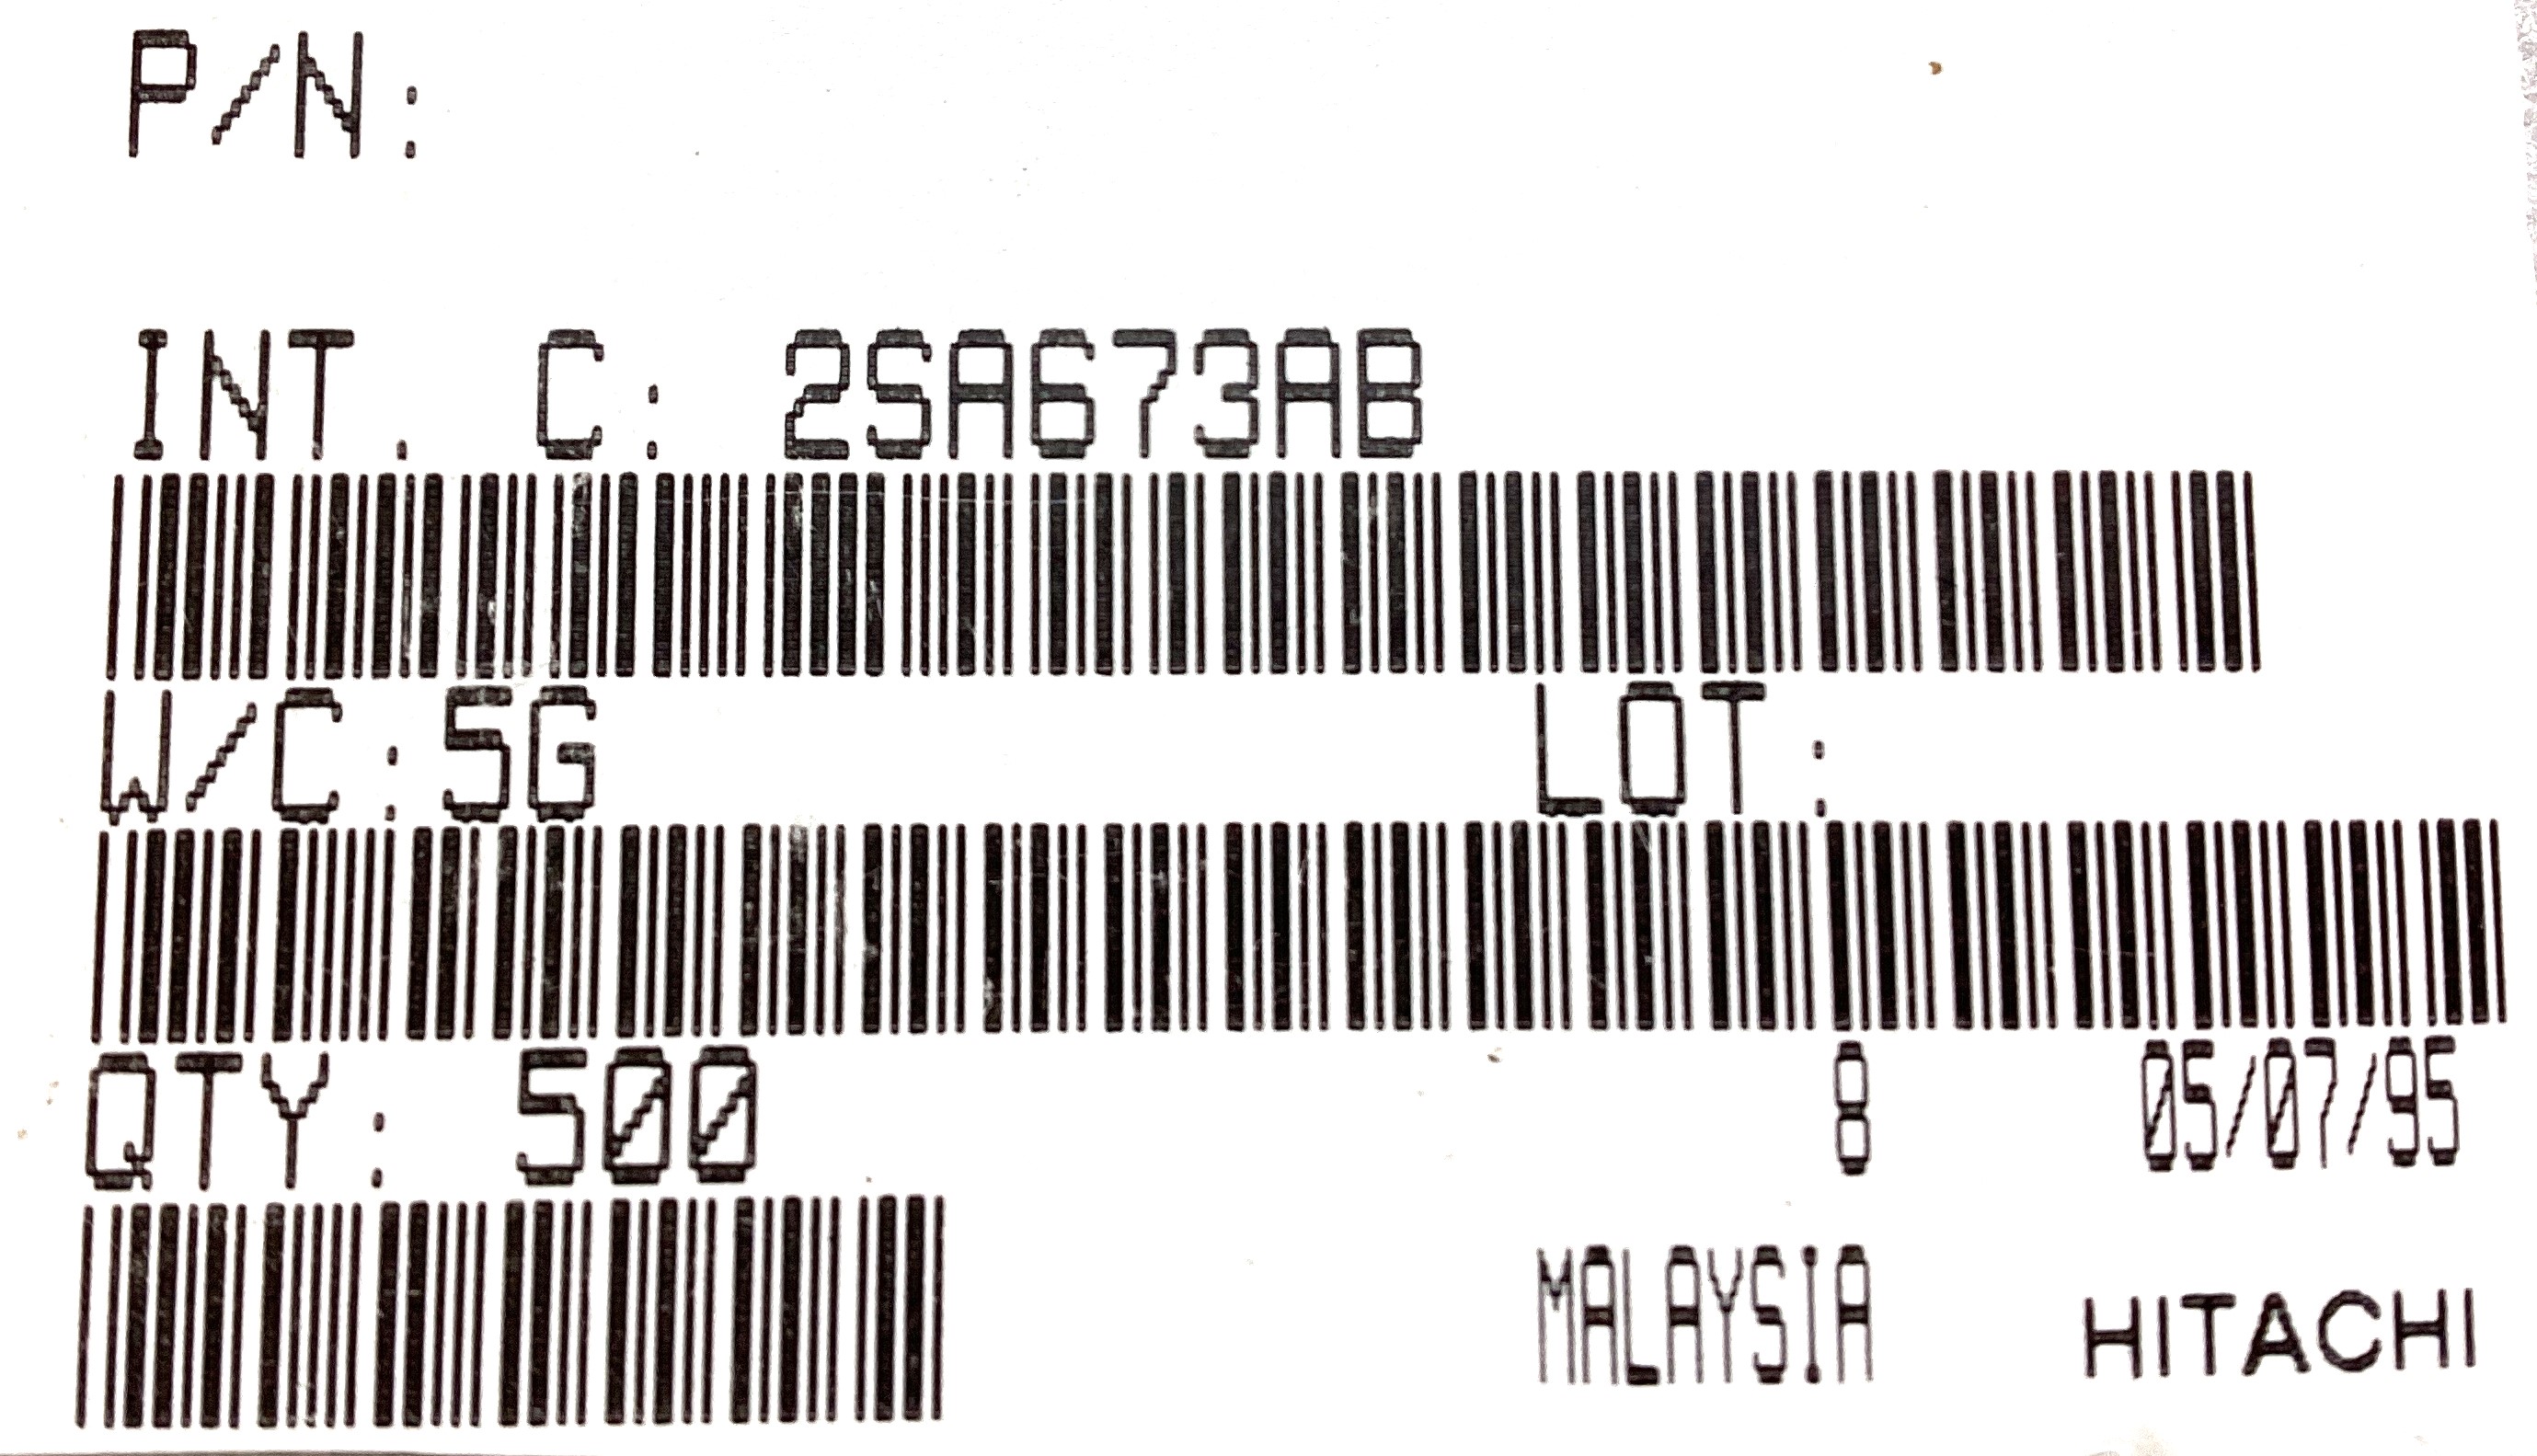 P/N:
INT. C: 2SA673AB
W/C:5G LOT:
QTY: 500 8 05/07/95
MALAYSIA HITACHI